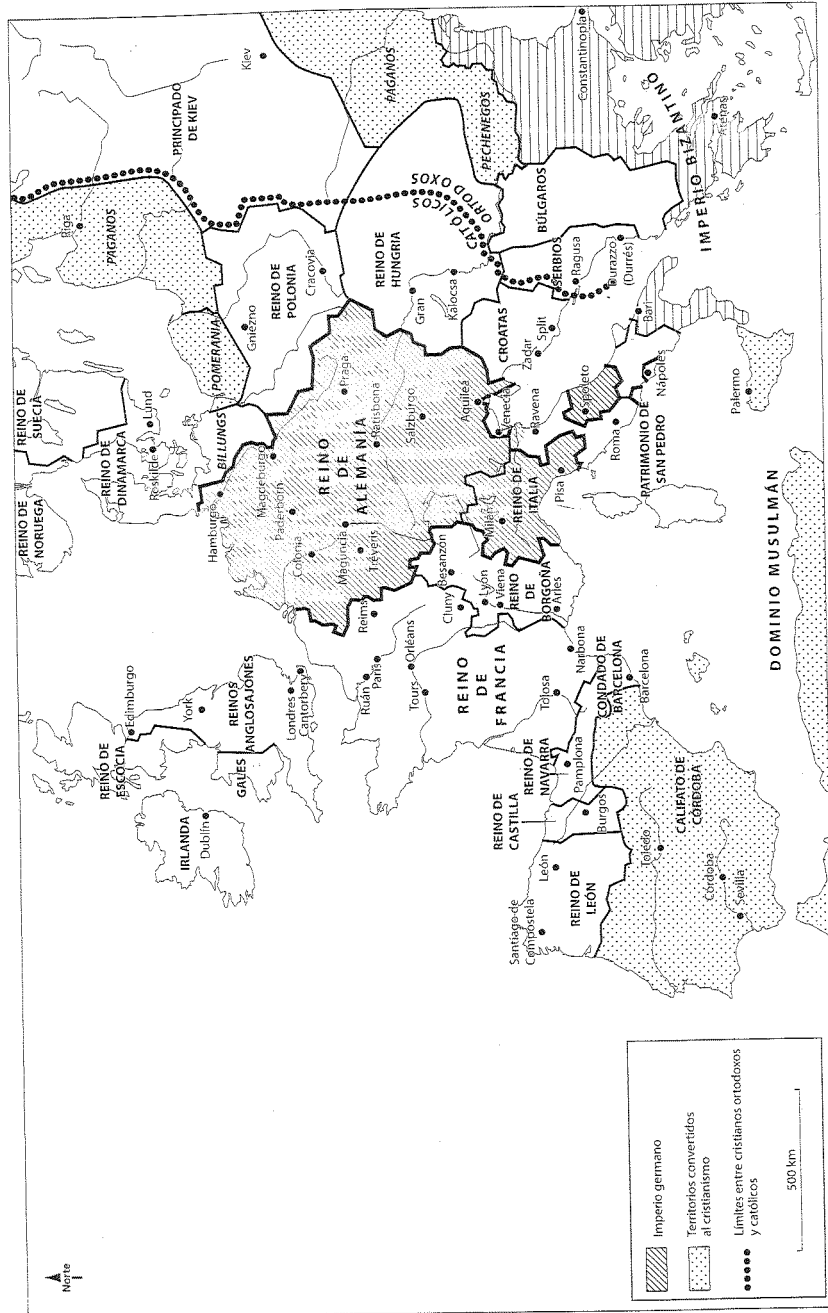 Norte
REINO DE
NORUEGA
REINO DE
SUECIA
REINO DE
ESCOCIA
Edimburgo
REINO DE
DINAMARCA
Roskilde
Lund
Riga
PAGANOS
PRINCIPADO
DE KIEV
Kiev
IRLANDA
Dublín
York
GALES
REINOS
ANGLOSAJONES
Londres
Cantorbery
Hamburgo
BILLUNGS
POMERANIA
Magdeburgo
Paderborn
Colonia
Maguncia
Tréveris
REINO
DE
ALEMANIA
Praga
Ratisbona
Salzburgo
Gniezno
REINO DE
POLONIA
Cracovia
PAGANOS
Ruán
París
Reims
Orléans
Tours
REINO
DE
FRANCIA
Besanzón
Cluny
Lyón
Viena
REINO
DE
BORGOÑA
Arles
Narbona
Tolosa
REINO DE
HUNGRIA
Gran
Kalocsa
CATÓLICOS
ORTODOXOS
PECHENEGOS
Aquilea
Venecia
Milán
REINO DE
ITALIA
Ravena
Pisa
Spoleto
Roma
PATRIMONIO DE
SAN PEDRO
Nápoles
Bari
Palermo
CROATAS
Zadar
Split
SERBIOS
Ragusa
Durazzo
(Durrës)
BÚLGAROS
Constantinopla
IMPERIO BIZANTINO
Atenas
Santiago de
Compostela
León
REINO DE
LEÓN
REINO DE
CASTILLA
Burgos
REINO DE
NAVARRA
Pamplona
CONDADO DE
BARCELONA
Barcelona
Toledo
CALIFATO DE
CÓRDOBA
Córdoba
Sevilla
DOMINIO MUSULMÁN
Imperio germano
Territorios convertidos
al cristianismo
Límites entre cristianos ortodoxos
y católicos
500 km